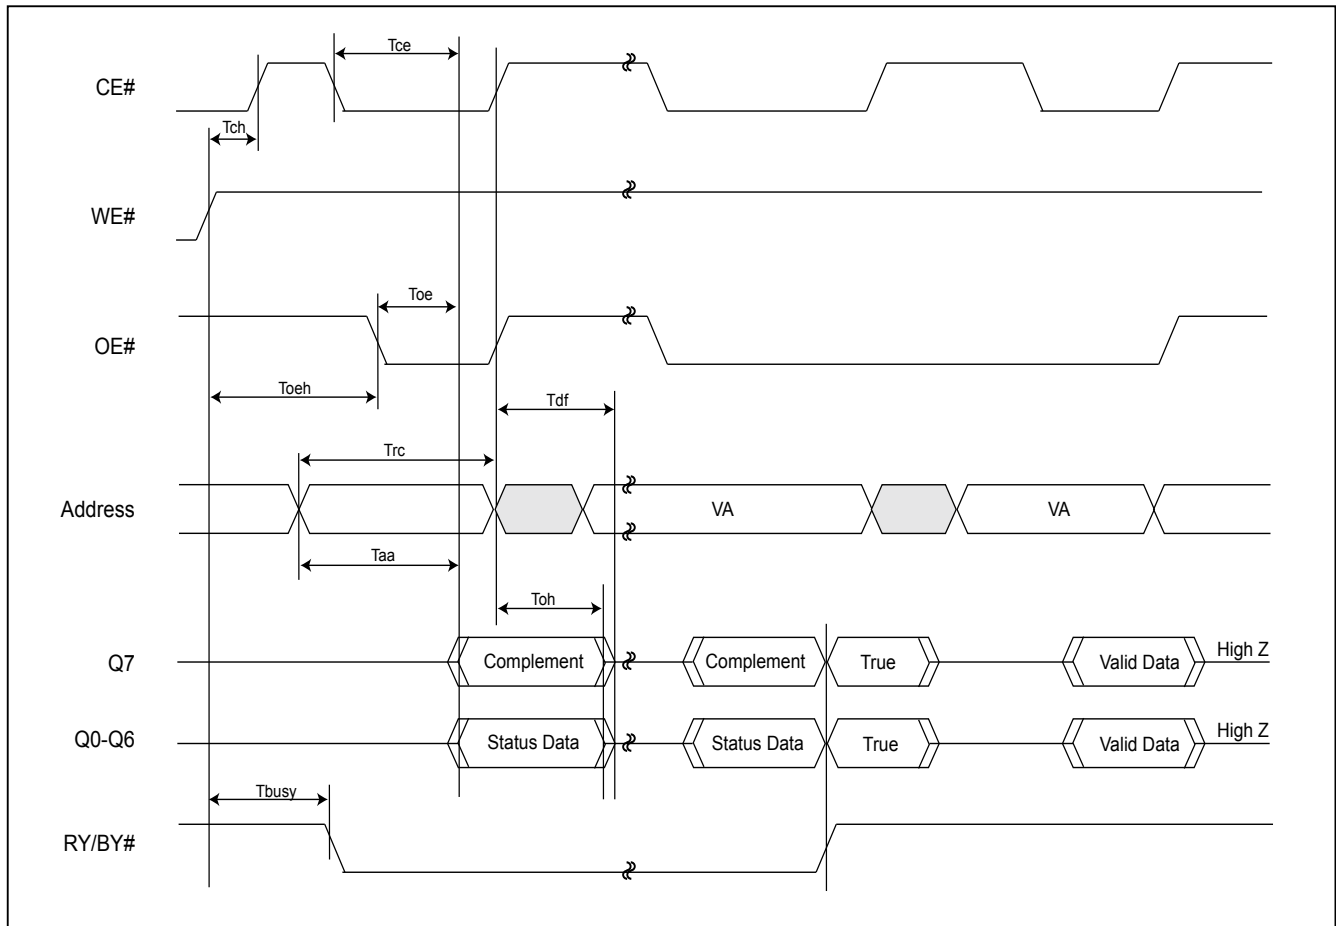 Tce
CE#
Tch
WE#
Toe
OE#
Toeh
Tdf
Trc
Address
VA
VA
Taa
Toh
Q7
Complement
Complement
True
Valid Data
High Z
Q0-Q6
Status Data
Status Data
True
Valid Data
High Z
Tbusy
RY/BY#